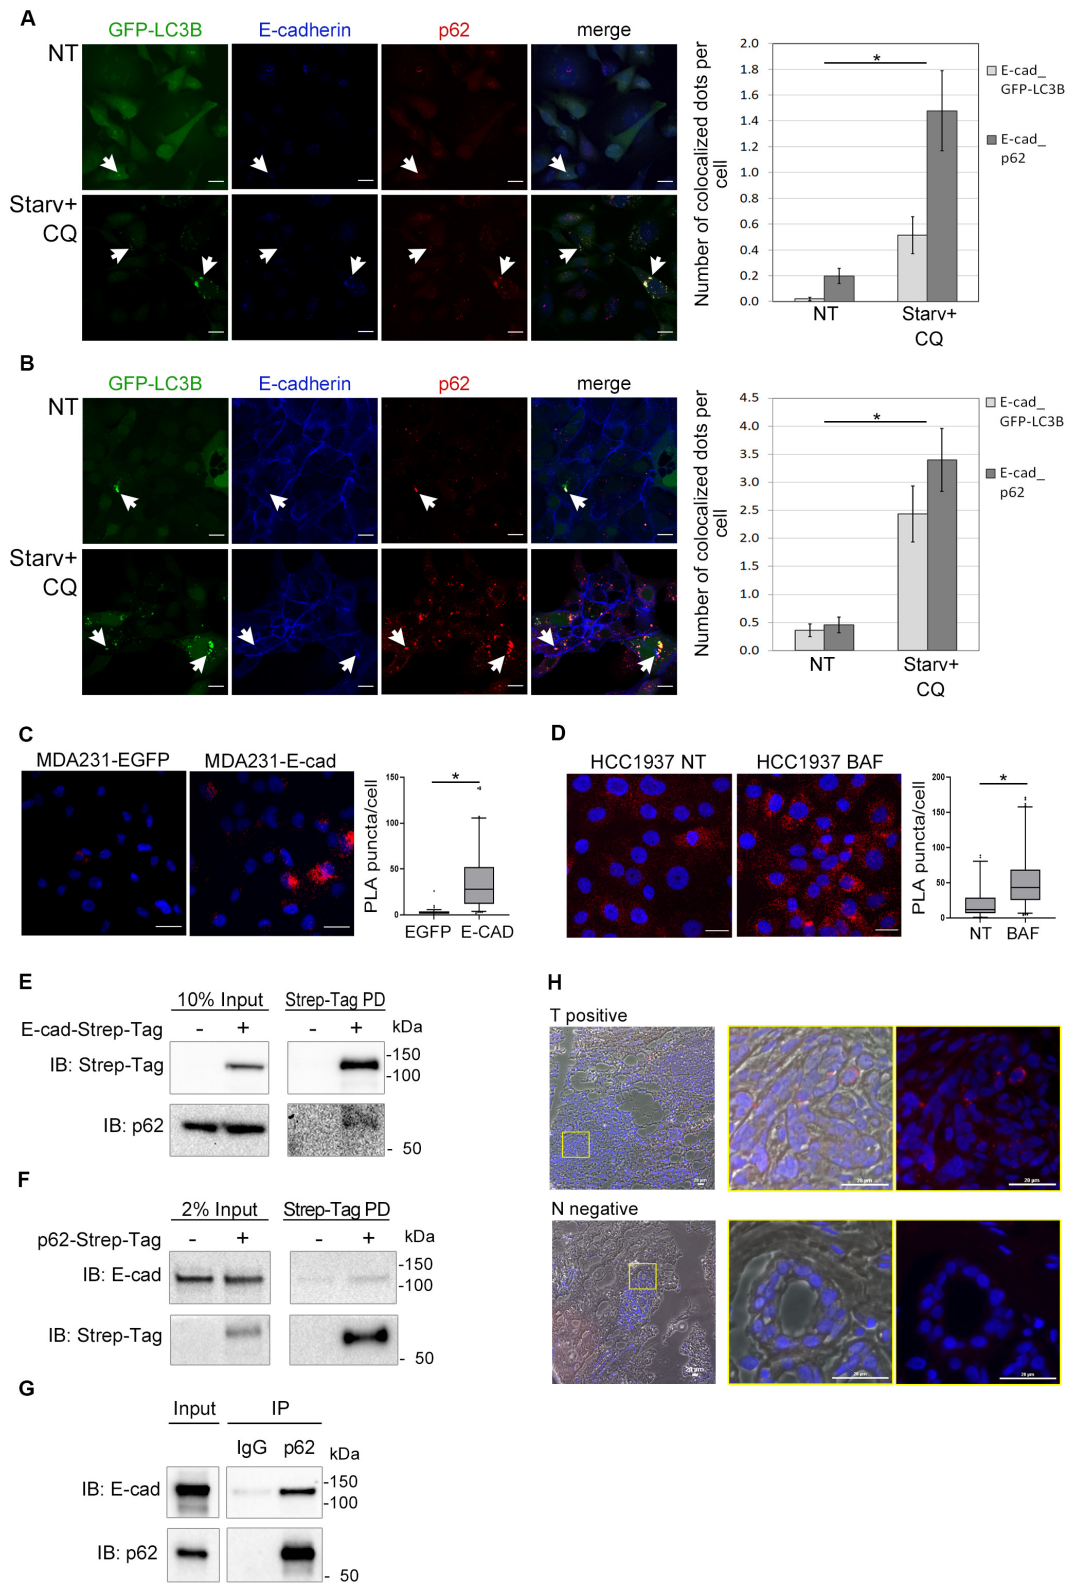 A
GFP-LC3B E-cadherin p62 merge
NT
Starv+
CQ
Number of colocalized dots per
cell
2.0
1.8
1.6
1.4
1.2
1.0
0.8
0.6
0.4
0.2
0.0
*
NT Starv+
CQ
E-cad_
GFP-LC3B
E-cad_
p62
B
GFP-LC3B E-cadherin p62 merge
NT
Starv+
CQ
Number of colocalized dots per
cell
4.5
4.0
3.5
3.0
2.5
2.0
1.5
1.0
0.5
0.0
*
NT Starv+
CQ
E-cad_
GFP-LC3B
E-cad_
p62
C
MDA231-EGFP MDA231-E-cad
PLA puncta/cell
150
100
50
0
*
EGFP E-CAD
D
HCC1937 NT HCC1937 BAF
PLA puncta/cell
200
150
100
50
0
*
NT BAF
E
10% Input Strep-Tag PD
E-cad-Strep-Tag - + - + kDa
IB: Strep-Tag -150
-100
IB: p62
- 50
F
2% Input Strep-Tag PD
p62-Strep-Tag - + - + kDa
IB: E-cad -150
-100
IB: Strep-Tag
- 50
G
Input IP
IgG p62 kDa
IB: E-cad -150
-100
IB: p62
- 50
H
T positive
20 μm 20 μm
N negative
20 μm 20 μm